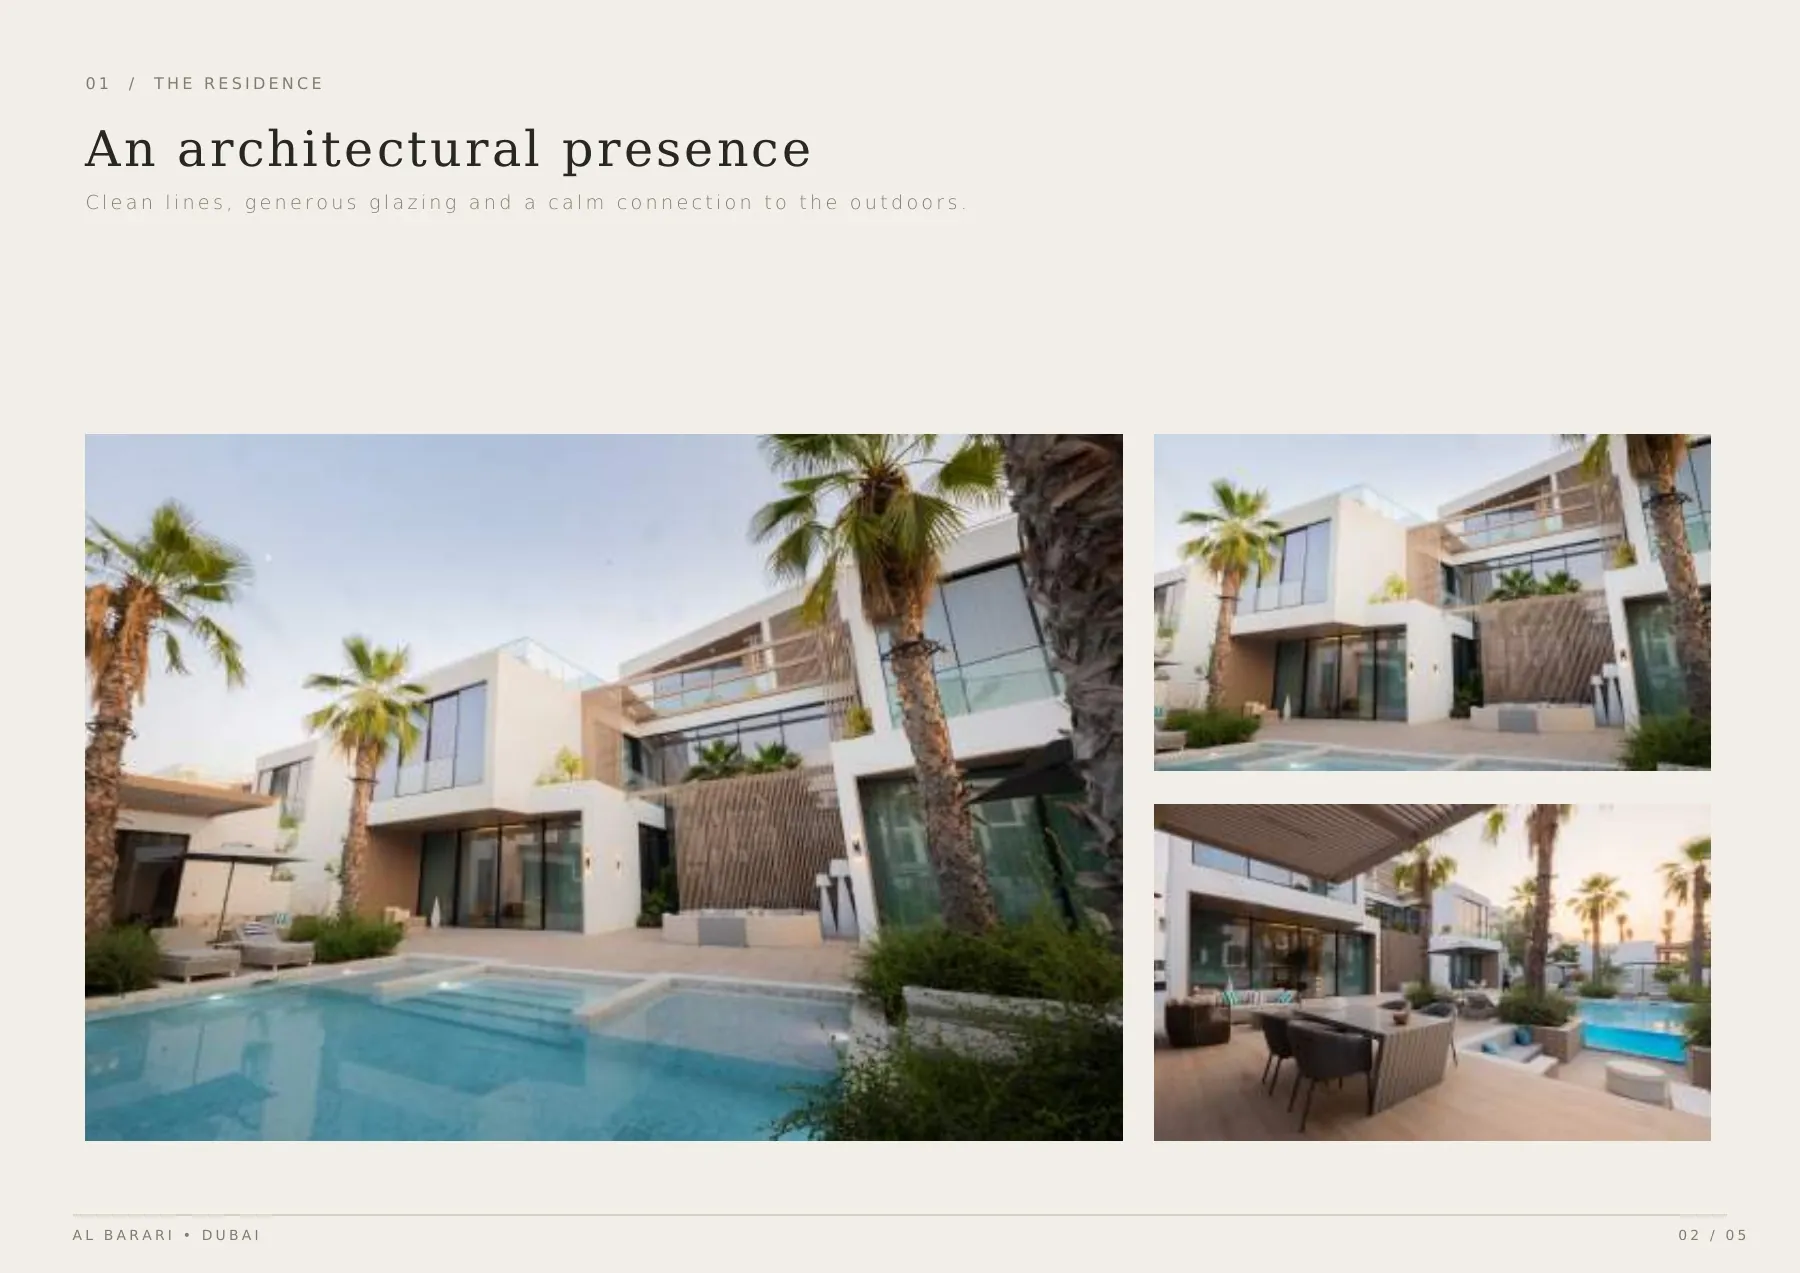 01 / THE RESIDENCE
An architectural presence
Clean lines, generous glazing and a calm connection to the outdoors.
AL BARARI • DUBAI
02 / 05